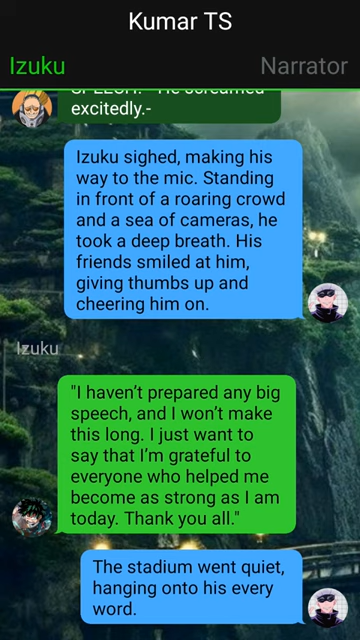 Kumar TS
Izuku
Narrator
SPEECH!" -He screamed
excitedly.-
Izuku sighed, making his
way to the mic. Standing
in front of a roaring crowd
and a sea of cameras, he
took a deep breath. His
friends smiled at him,
giving thumbs up and
cheering him on.
Izuku
"I haven’t prepared any big
speech, and I won’t make
this long. I just want to
say that I’m grateful to
everyone who helped me
become as strong as I am
today. Thank you all."
The stadium went quiet,
hanging onto his every
word.